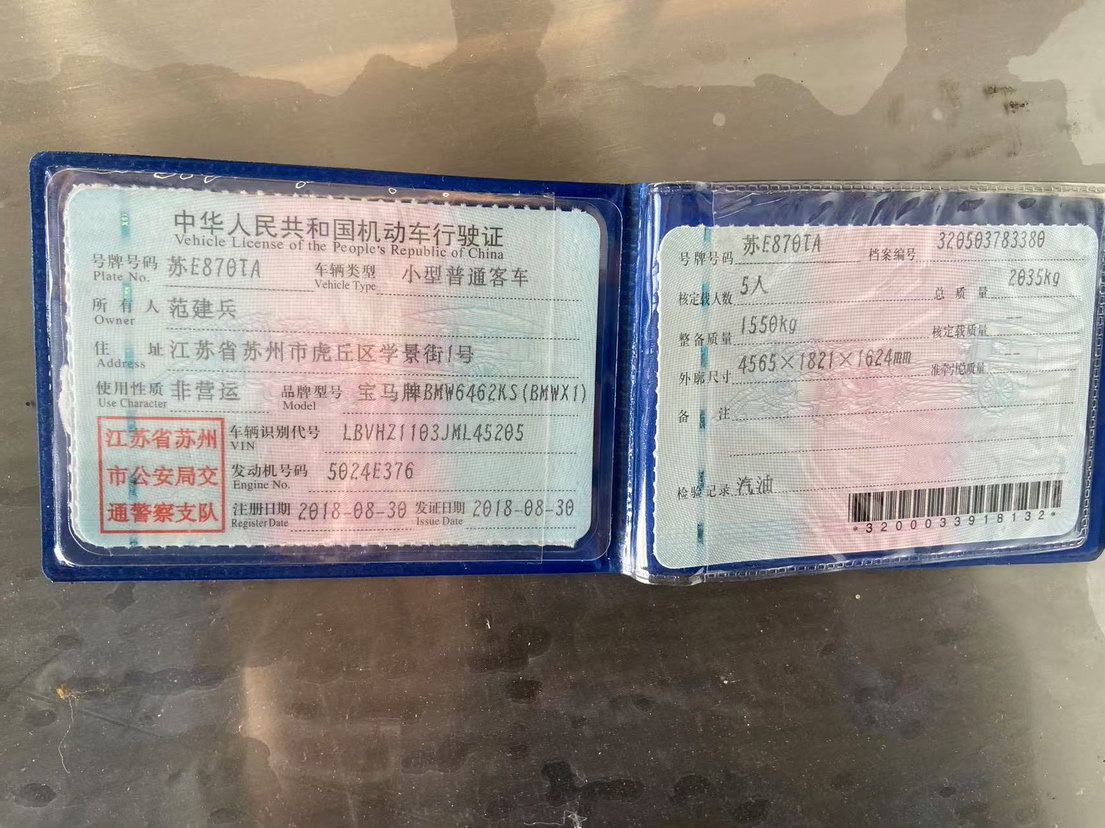 中华人民共和国机动车行驶证
Vehicle License of the People's Republic of China
号牌号码 苏E870TA 车辆类型 小型普通客车
Plate No. Vehicle Type
所有人 范建兵
Owner
住址 江苏省苏州市虎丘区学景街1号
Address
使用性质 非营运 品牌型号 宝马牌BMW6462KS(BMWX1)
Use Character Model
江苏省苏州
市公安局交
通警察支队
车辆识别代号 LBVHZ1103JML45205
VIN
发动机号码 5024E376
Engine No.
注册日期 2018-08-30 发证日期 2018-08-30
Register Date Issue Date
号牌号码 苏E870TA 档案编号 320503783380
核定载人数 5人 总质量 2035kg
整备质量 1550kg 核定载质量 --
外廓尺寸 4565×1821×1624mm 准牵引总质量 --
备注
检验记录 汽油
*3200033918132*